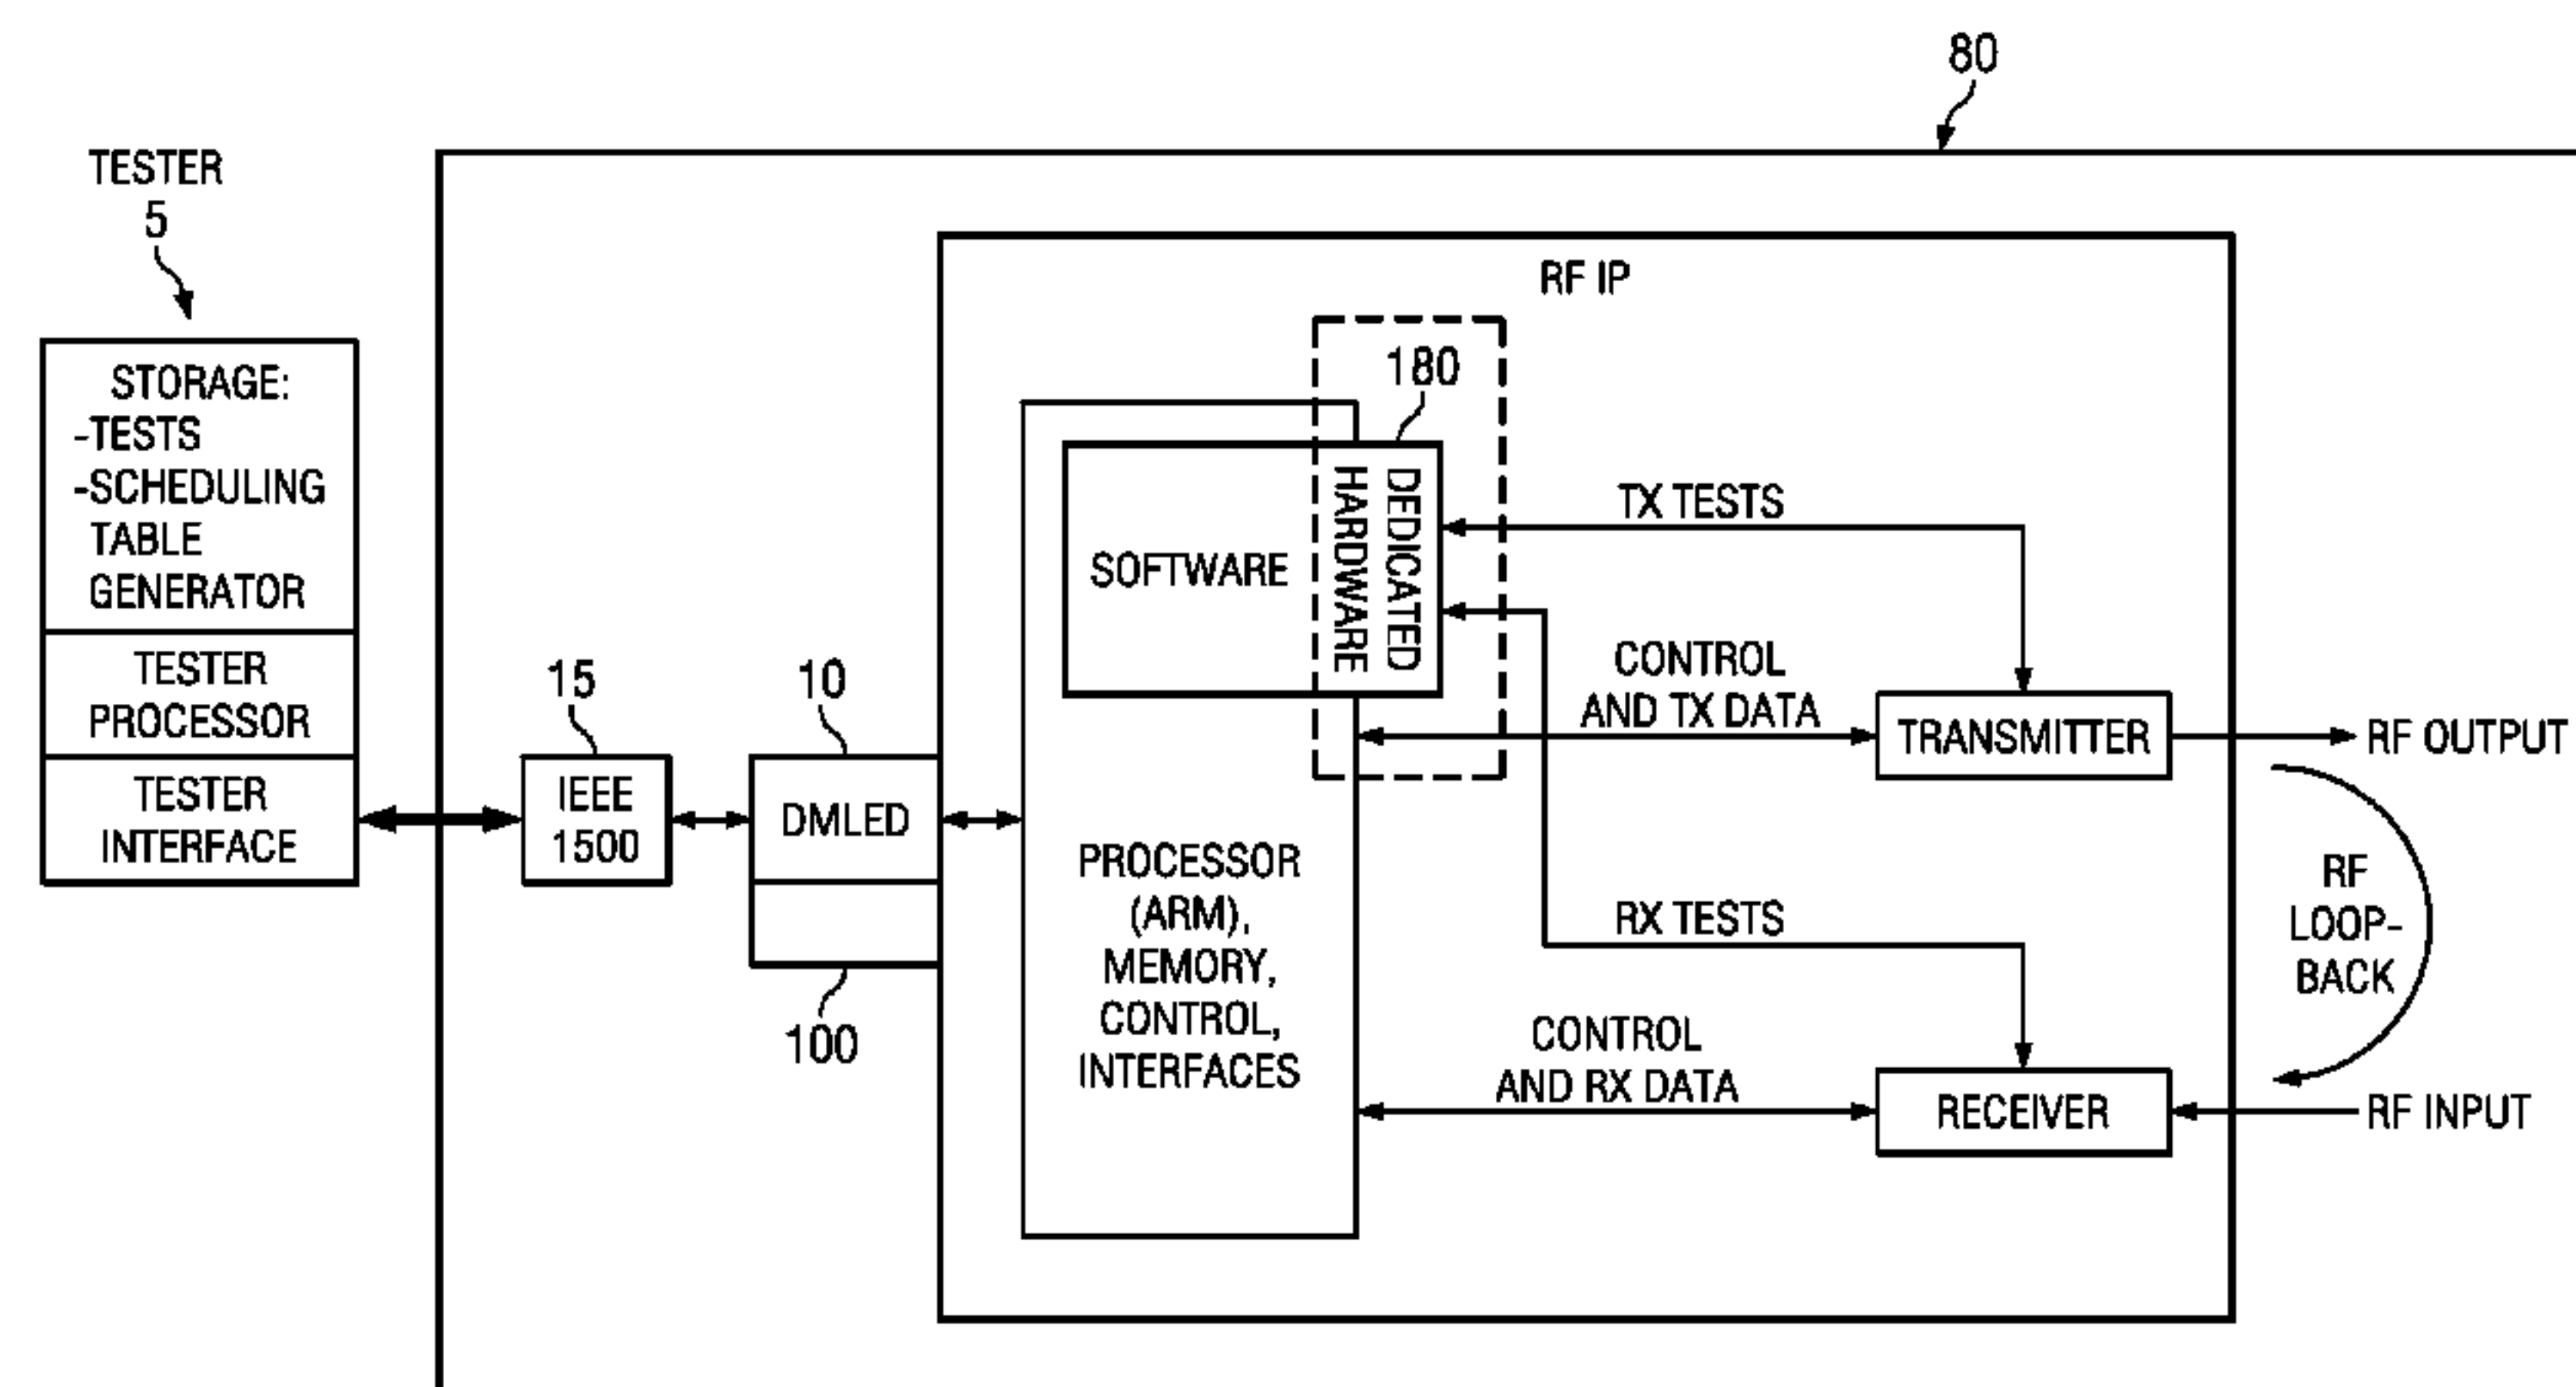 80
TESTER
5
STORAGE:
-TESTS
-SCHEDULING
TABLE
GENERATOR
TESTER
PROCESSOR
TESTER
INTERFACE
15
IEEE
1500
10
DMLED
100
RF IP
180
SOFTWARE
DEDICATED
HARDWARE
PROCESSOR
(ARM),
MEMORY,
CONTROL,
INTERFACES
TX TESTS
CONTROL
AND TX DATA
TRANSMITTER
RX TESTS
CONTROL
AND RX DATA
RECEIVER
RF OUTPUT
RF
LOOP-
BACK
RF INPUT